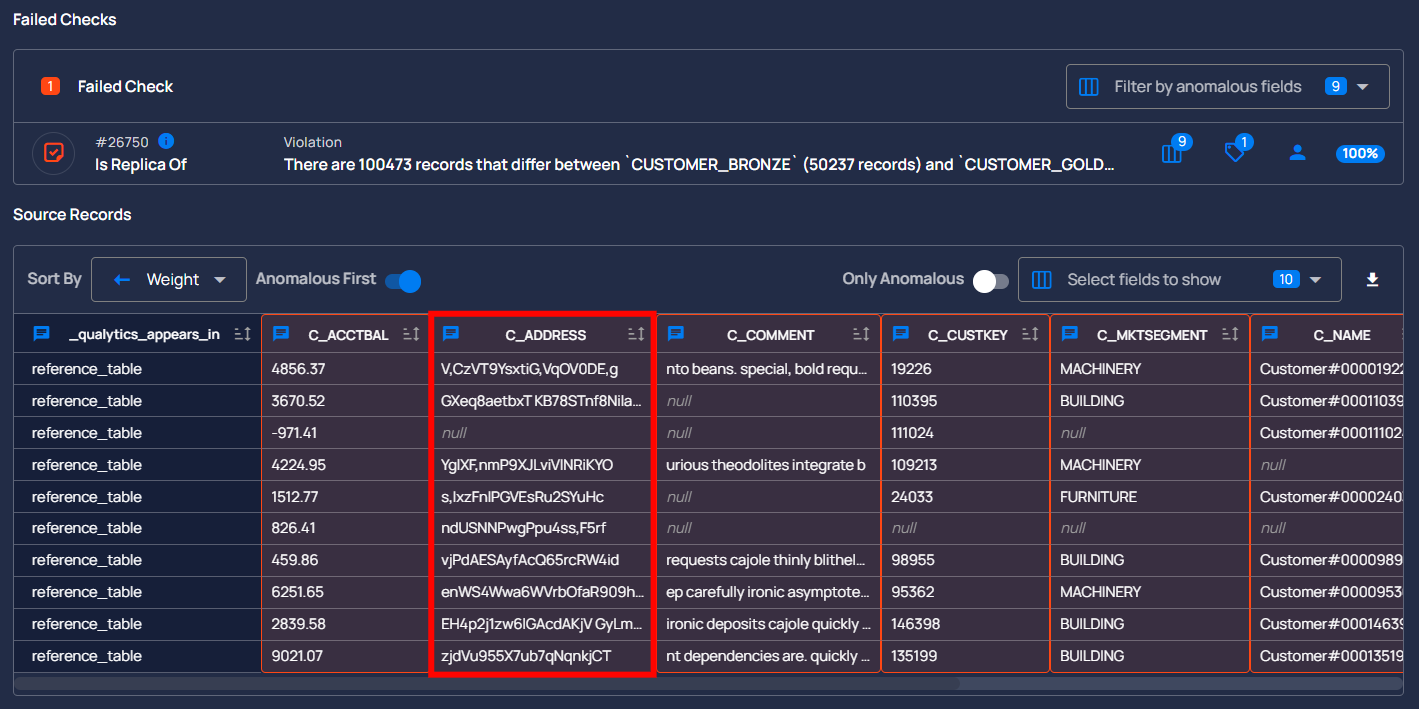 Failed Checks
1 Failed Check Filter by anomalous fields 9
#26750 Violation 9 1
Is Replica Of There are 100473 records that differ between `CUSTOMER_BRONZE` (50237 records) and `CUSTOMER_GOLD... 100%
Source Records
Sort By Weight Anomalous First Only Anomalous Select fields to show 10
_qualytics_appears_in C_ACCTBAL C_ADDRESS C_COMMENT C_CUSTKEY C_MKTSEGMENT C_NAME
reference_table 4856.37 V,CzVT9YsxtiG,VqOV0DE,g nto beans. special, bold requ... 19226 MACHINERY Customer#00001922
reference_table 3670.52 GXeq8aetbxT KB78STnf8Nila... null 110395 BUILDING Customer#00011039
reference_table -971.41 null null 111024 null Customer#00011102
reference_table 4224.95 YglXF,nmP9XJLviVlNRiKYO urious theodolites integrate b 109213 MACHINERY null
reference_table 1512.77 s,lxzFnlPGVEsRu2SYuHc null 24033 FURNITURE Customer#0000240
reference_table 826.41 ndUSNNPwgPpu4ss,F5rf null null null null
reference_table 459.86 vjPdAESAyfAcQ65rcRW4id requests cajole thinly blithel... 98955 BUILDING Customer#0000989
reference_table 6251.65 enWS4Wwa6WVrbOfaR909h... ep carefully ironic asymptote... 95362 MACHINERY Customer#0000953
reference_table 2839.58 EH4p2j1zw6lGAcdAKjV GyLm... ironic deposits cajole quickly ... 146398 BUILDING Customer#00014639
reference_table 9021.07 zjdVu955X7ub7qNqnkjCT nt dependencies are. quickly ... 135199 BUILDING Customer#00013519